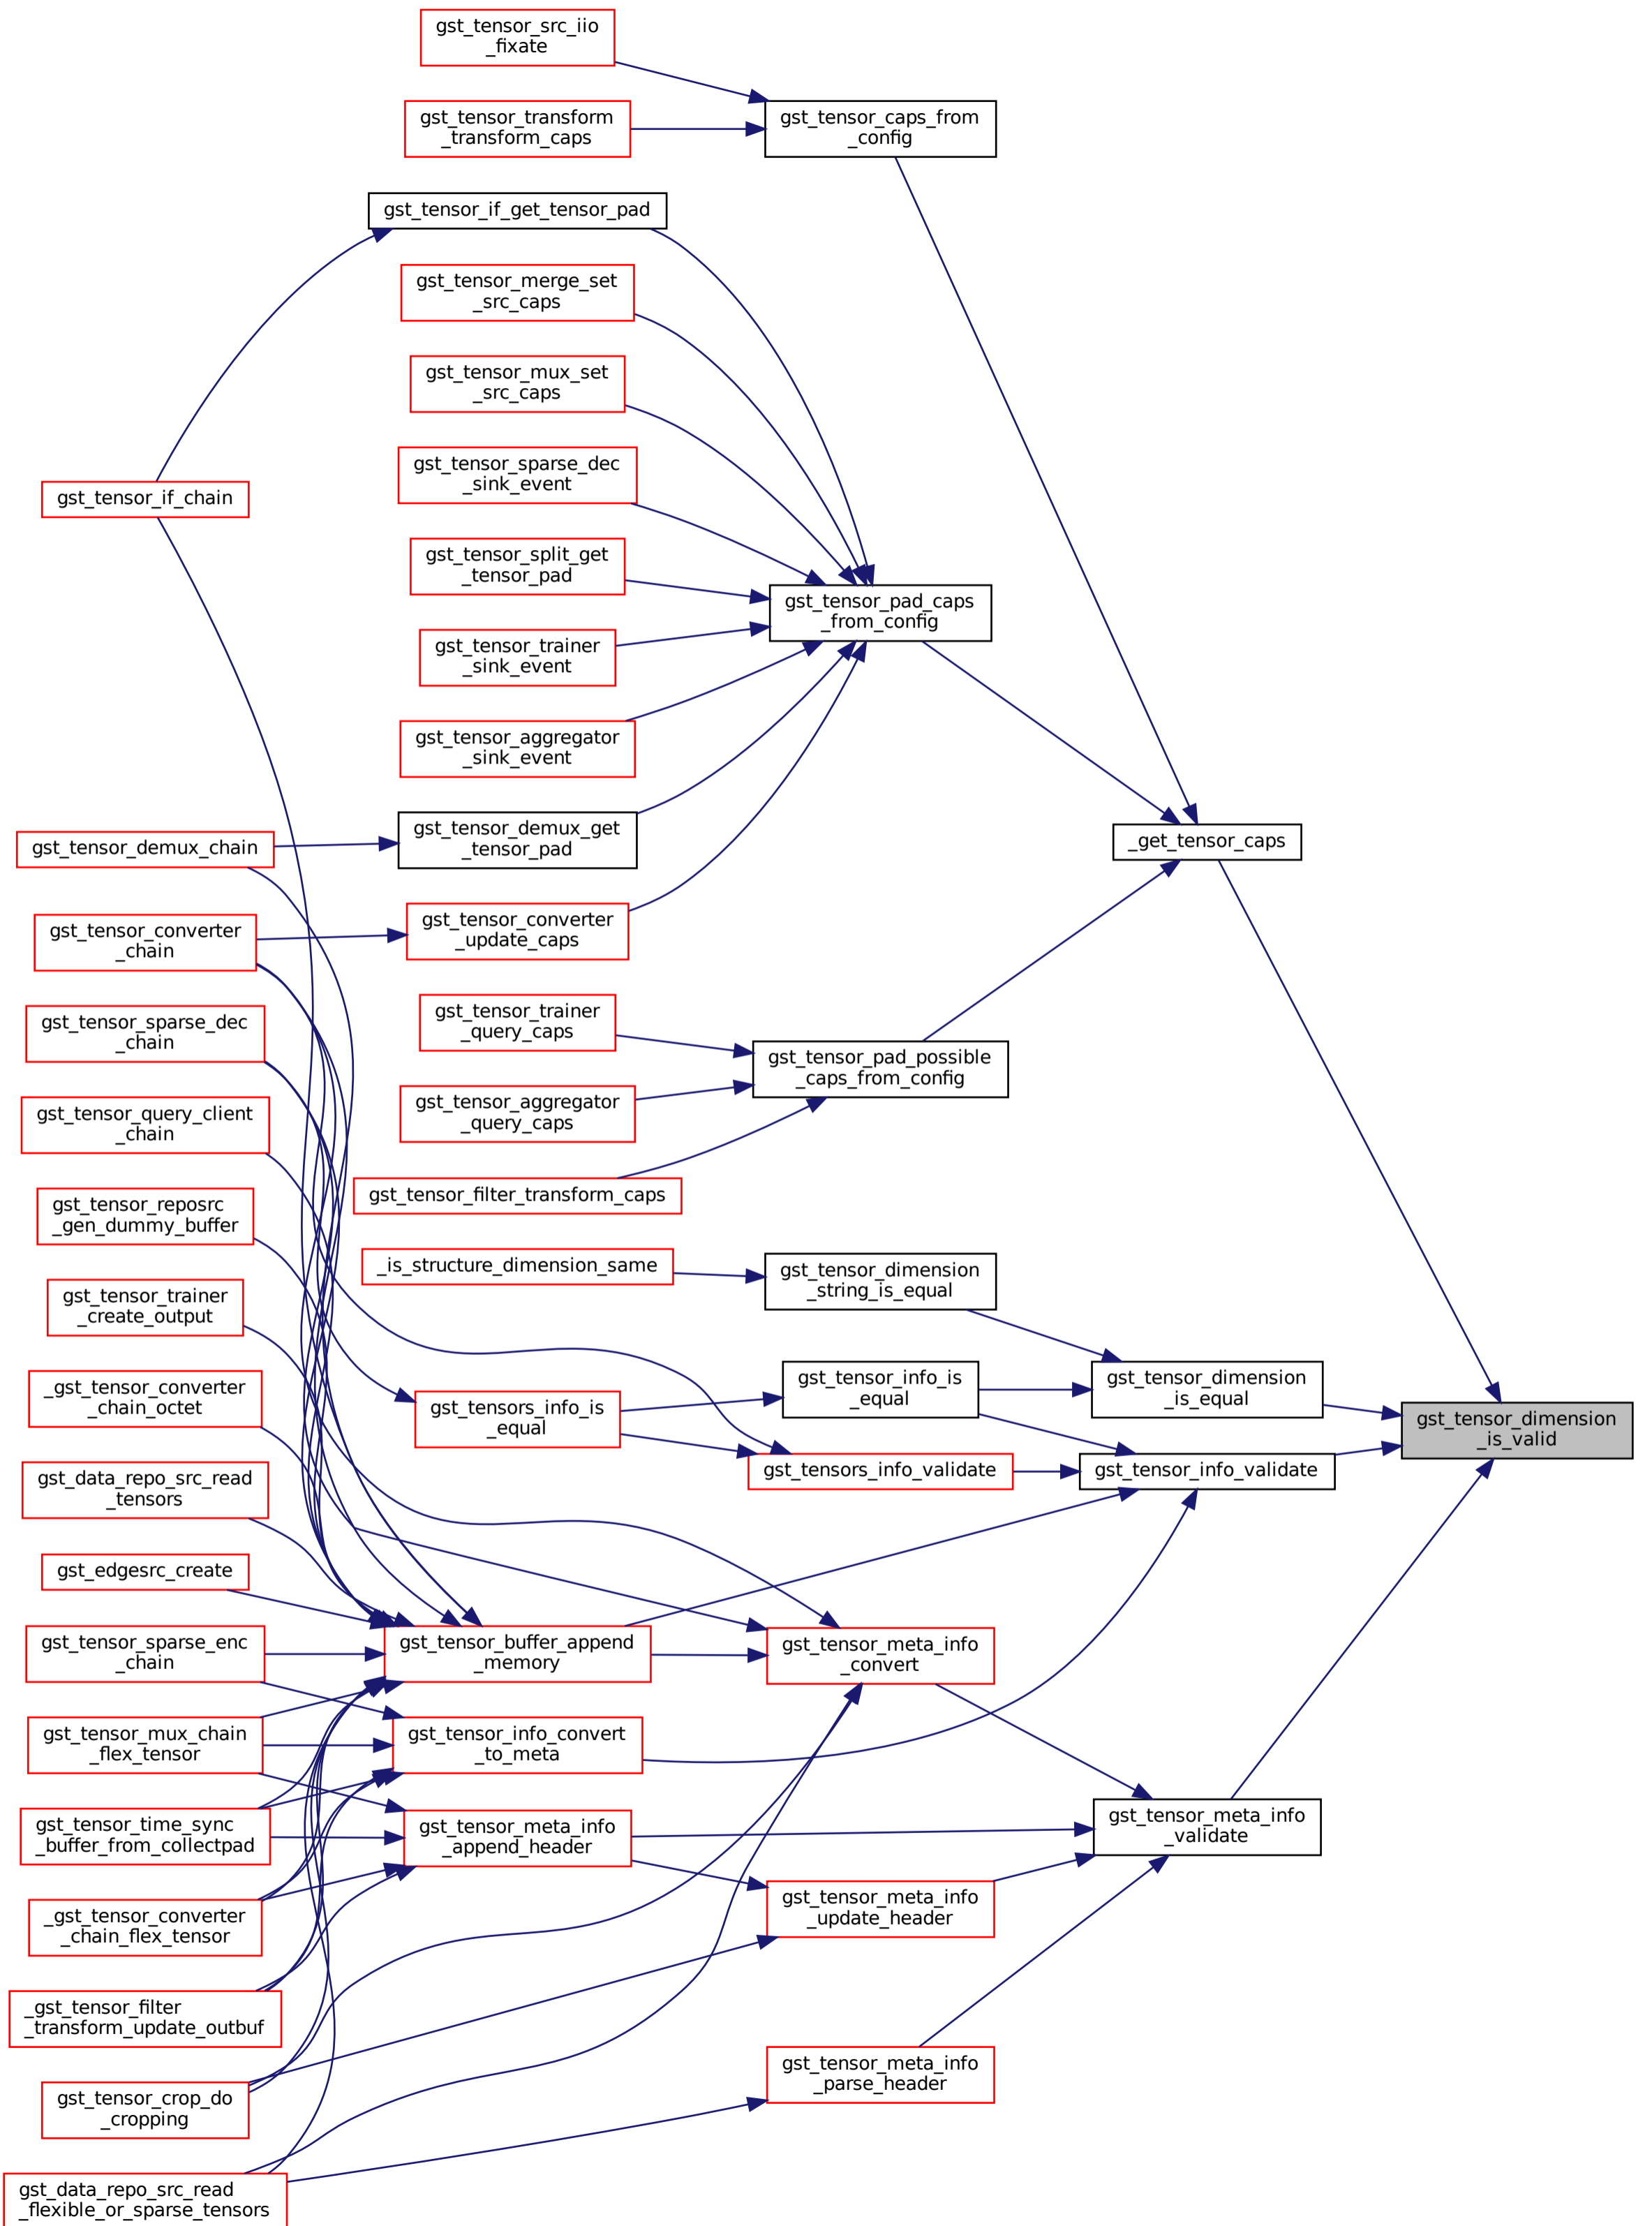 gst_tensor_src_iio
_fixate
gst_tensor_transform
_transform_caps
gst_tensor_caps_from
_config
gst_tensor_if_get_tensor_pad
gst_tensor_merge_set
_src_caps
gst_tensor_mux_set
_src_caps
gst_tensor_sparse_dec
_sink_event
gst_tensor_if_chain
gst_tensor_split_get
_tensor_pad
gst_tensor_pad_caps
_from_config
gst_tensor_trainer
_sink_event
gst_tensor_aggregator
_sink_event
gst_tensor_demux_chain
gst_tensor_demux_get
_tensor_pad
_get_tensor_caps
gst_tensor_converter
_chain
gst_tensor_converter
_update_caps
gst_tensor_sparse_dec
_chain
gst_tensor_trainer
_query_caps
gst_tensor_pad_possible
_caps_from_config
gst_tensor_query_client
_chain
gst_tensor_aggregator
_query_caps
gst_tensor_filter_transform_caps
gst_tensor_reposrc
_gen_dummy_buffer
_is_structure_dimension_same
gst_tensor_dimension
_string_is_equal
gst_tensor_trainer
_create_output
_gst_tensor_converter
_chain_octet
gst_tensors_info_is
_equal
gst_tensor_info_is
_equal
gst_tensor_dimension
_is_equal
gst_tensor_dimension
_is_valid
gst_tensors_info_validate
gst_tensor_info_validate
gst_data_repo_src_read
_tensors
gst_edgesrc_create
gst_tensor_sparse_enc
_chain
gst_tensor_buffer_append
_memory
gst_tensor_meta_info
_convert
gst_tensor_mux_chain
_flex_tensor
gst_tensor_info_convert
_to_meta
gst_tensor_time_sync
_buffer_from_collectpad
gst_tensor_meta_info
_append_header
gst_tensor_meta_info
_validate
_gst_tensor_converter
_chain_flex_tensor
gst_tensor_meta_info
_update_header
_gst_tensor_filter
_transform_update_outbuf
gst_tensor_crop_do
_cropping
gst_tensor_meta_info
_parse_header
gst_data_repo_src_read
_flexible_or_sparse_tensors